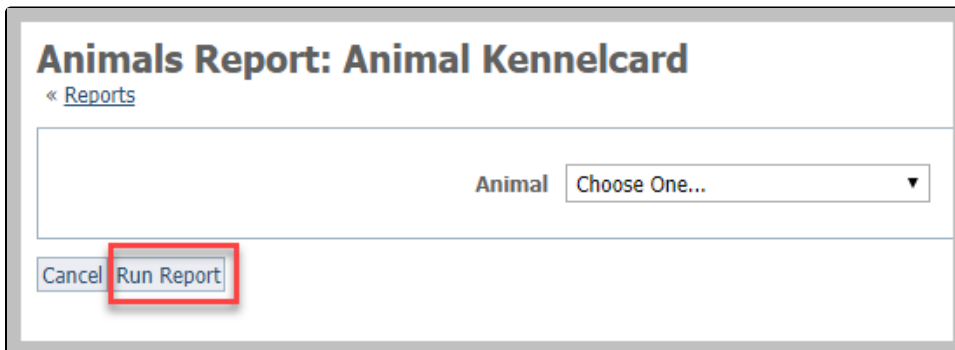 Animals Report: Animal Kennelcard
« Reports
Animal Choose One...
Cancel Run Report